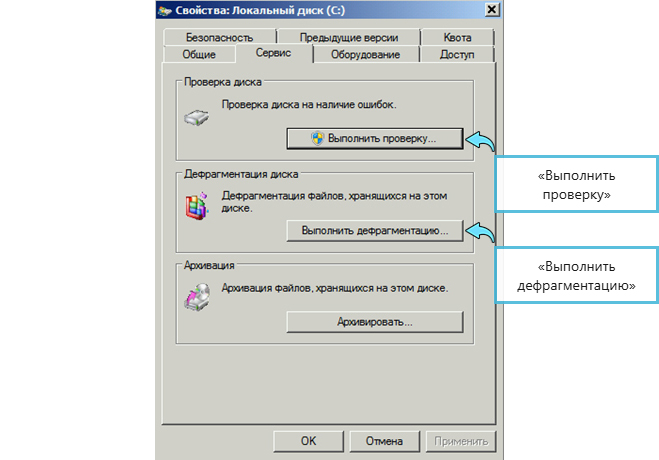 Свойства: Локальный диск (C:)
Безопасность Предыдущие версии Квота
Общие Сервис Оборудование Доступ
Проверка диска
Проверка диска на наличие ошибок.
Выполнить проверку...
«Выполнить
проверку»
Дефрагментация диска
Дефрагментация файлов, хранящихся на этом
диске.
Выполнить дефрагментацию...
«Выполнить
дефрагментацию»
Архивация
Архивация файлов, хранящихся на этом диске.
Архивировать...
OK Отмена Применить